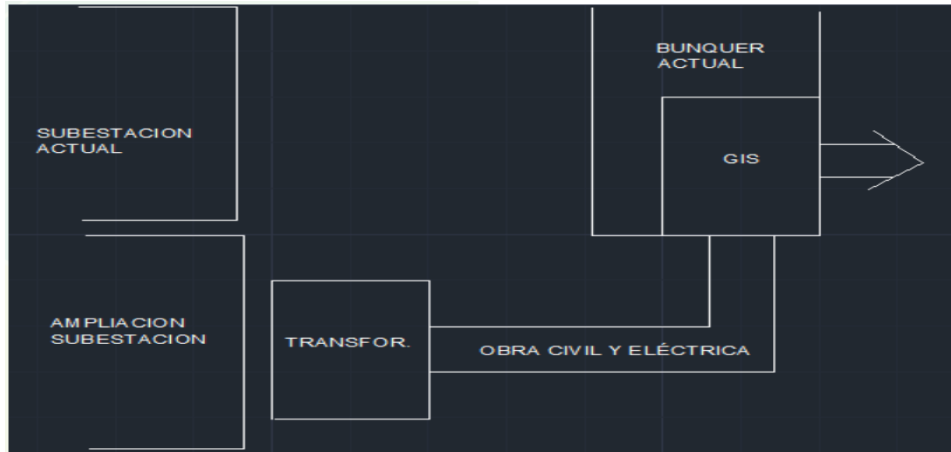 BUNQUER
ACTUAL
SUBESTACION
ACTUAL
GIS
AMPLIACION
SUBESTACION
TRANSFOR.
OBRA CIVIL Y ELÉCTRICA